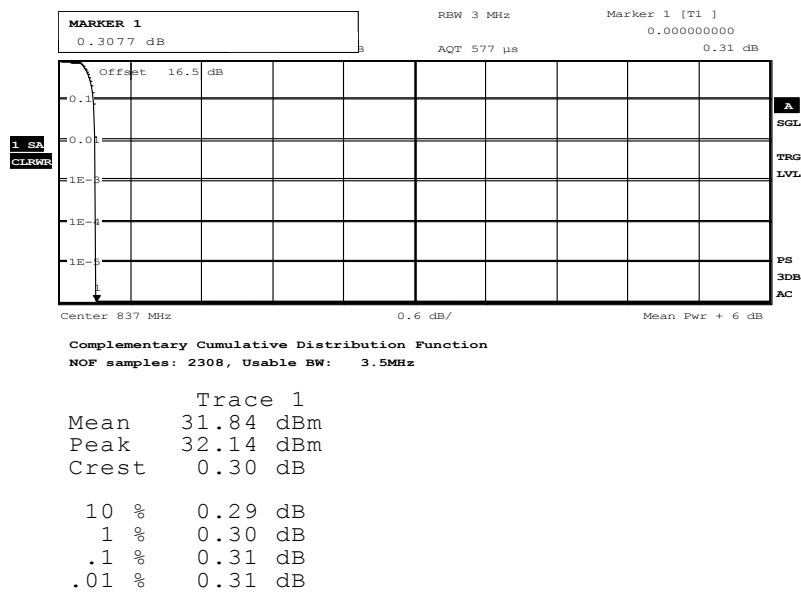 MARKER 1
0.3077 dB
RBW 3 MHz
Marker 1 [T1 ]
0.000000000
AQT 577 µs
0.31 dB
Offset 16.5 dB
0.1
0.01
1E-3
1E-4
1E-5
1
1 SA
CLRWR
A
SGL
TRG
LVL
PS
3DB
AC
Center 837 MHz
0.6 dB/
Mean Pwr + 6 dB
Complementary Cumulative Distribution Function
NOF samples: 2308, Usable BW: 3.5MHz
Trace 1
Mean 31.84 dBm
Peak 32.14 dBm
Crest 0.30 dB
10 % 0.29 dB
1 % 0.30 dB
.1 % 0.31 dB
.01 % 0.31 dB